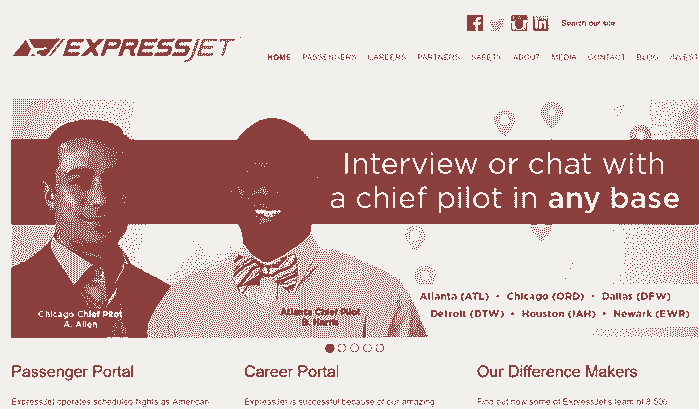 Search our site
EXPRESSJET
HOME PASSENGERS CAREERS PARTNERS SAFETY ABOUT MEDIA CONTACT BLOG INVEST
Interview or chat with
a chief pilot in any base
Atlanta (ATL) • Chicago (ORD) • Dallas (DFW)
Detroit (DTW) • Houston (IAH) • Newark (EWR)
Chicago Chief Pilot
A. Allen
Atlanta Chief Pilot
B. Harris
Passenger Portal
Career Portal
Our Difference Makers
ExpressJet operates scheduled flights as American
ExpressJet is successful because of our amazing
Find out how some of ExpressJet's team of 8,500